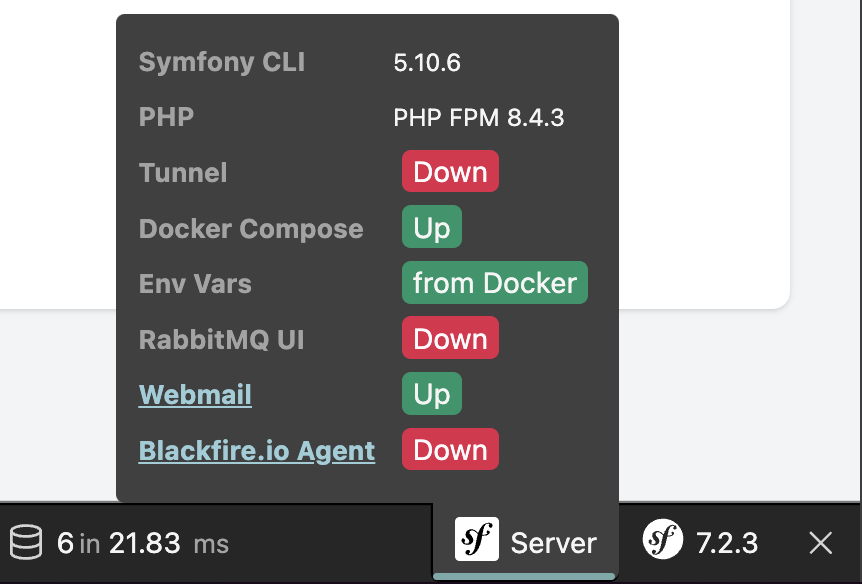 Symfony CLI 5.10.6
PHP PHP FPM 8.4.3
Tunnel Down
Docker Compose Up
Env Vars from Docker
RabbitMQ UI Down
Webmail Up
Blackfire.io Agent Down
6 in 21.83 ms sf Server sf 7.2.3